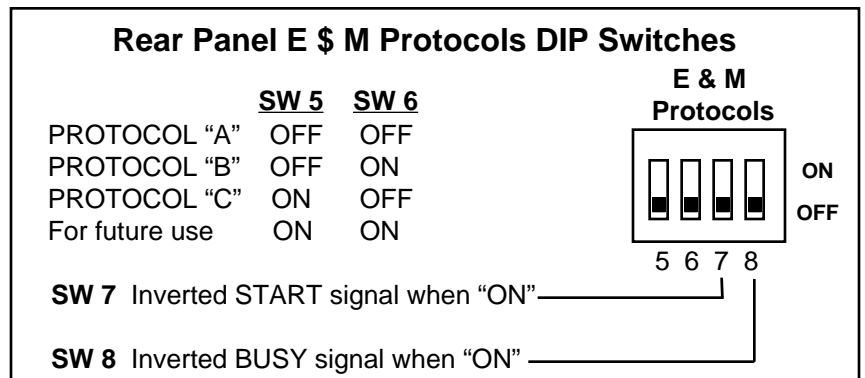 Rear Panel E $ M Protocols DIP Switches
E & M
Protocols
SW 5 SW 6
PROTOCOL “A” OFF OFF
PROTOCOL “B” OFF ON
PROTOCOL “C” ON OFF
For future use ON ON
ON
OFF
5 6 7 8
SW 7 Inverted START signal when “ON”
SW 8 Inverted BUSY signal when “ON”